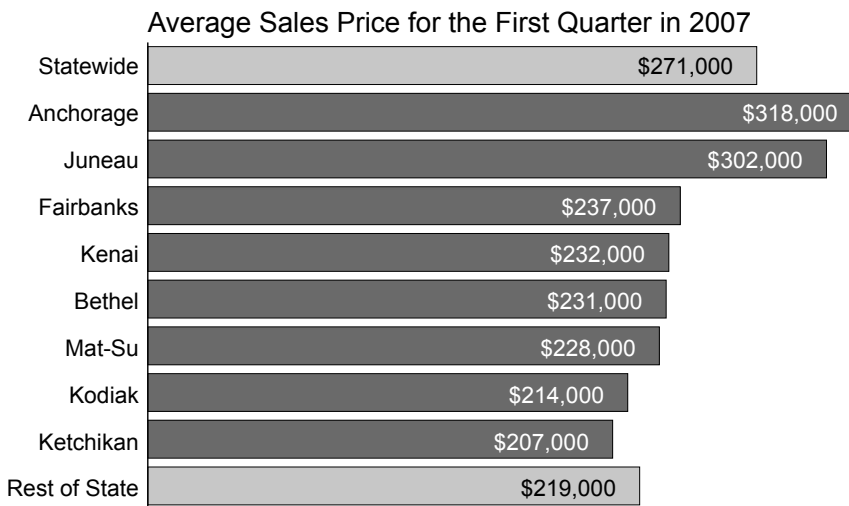 Average Sales Price for the First Quarter in 2007
Statewide $271,000
Anchorage $318,000
Juneau $302,000
Fairbanks $237,000
Kenai $232,000
Bethel $231,000
Mat-Su $228,000
Kodiak $214,000
Ketchikan $207,000
Rest of State $219,000